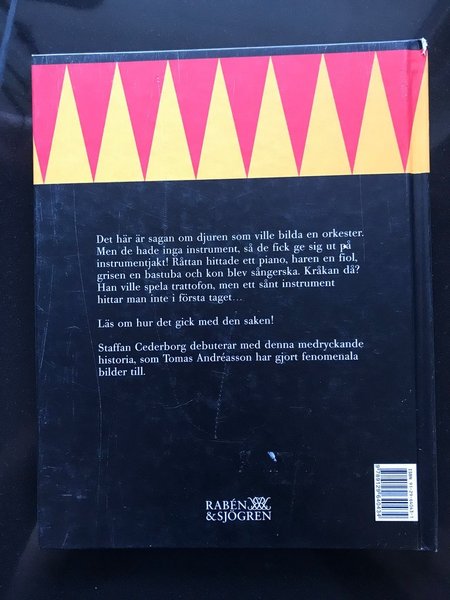 Det här är sagan om djuren som ville bilda en orkester.
Men de hade inga instrument, så de fick ge sig ut på
instrumentjakt! Råttan hittade ett piano, haren en fiol,
grisen en bastuba och kon blev sångerska. Kråkan då?
Han ville spela trattofon, men ett sånt instrument
hittar man inte i första taget…
Läs om hur det gick med den saken!
Staffan Cederborg debuterar med denna medryckande
historia, som Tomas Andréasson har gjort fenomenala
bilder till.
RABÉN
&SJÖGREN